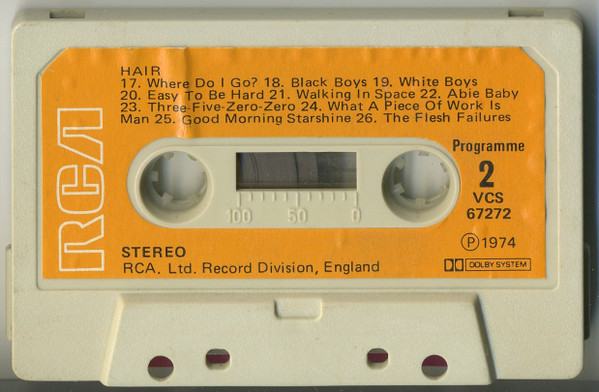 HAIR
17. Where Do I Go? 18. Black Boys 19. White Boys
20. Easy To Be Hard 21. Walking In Space 22. Abie Baby
23. Three-Five-Zero-Zero 24. What A Piece Of Work Is
Man 25. Good Morning Starshine 26. The Flesh Failures
RCA
Programme
2
VCS
67272
100 50 0
Ⓟ1974
STEREO
RCA. Ltd. Record Division, England
DOLBY SYSTEM